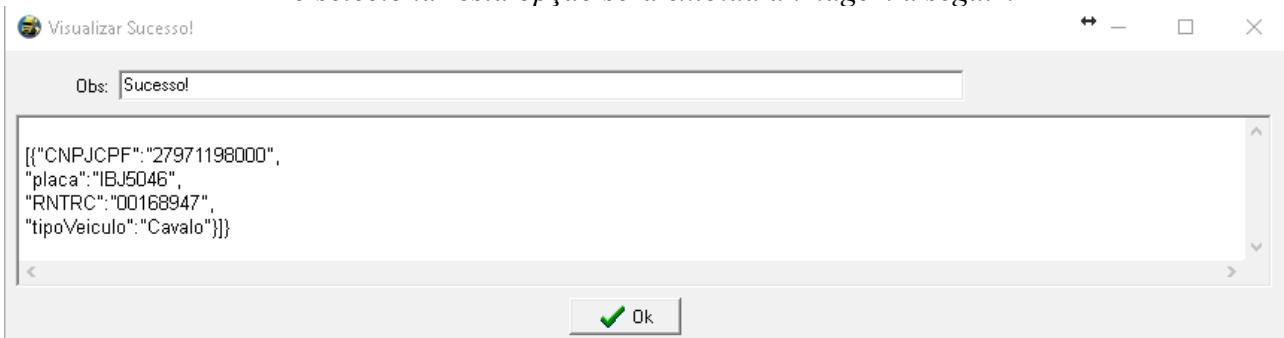 Visualizar Sucesso!
Obs: Sucesso!
[{"CNPJCPF":"27971198000",
"placa":"IBJ5046",
"RNTRC":"00168947",
"tipoVeiculo":"Cavalo"}]}
Ok